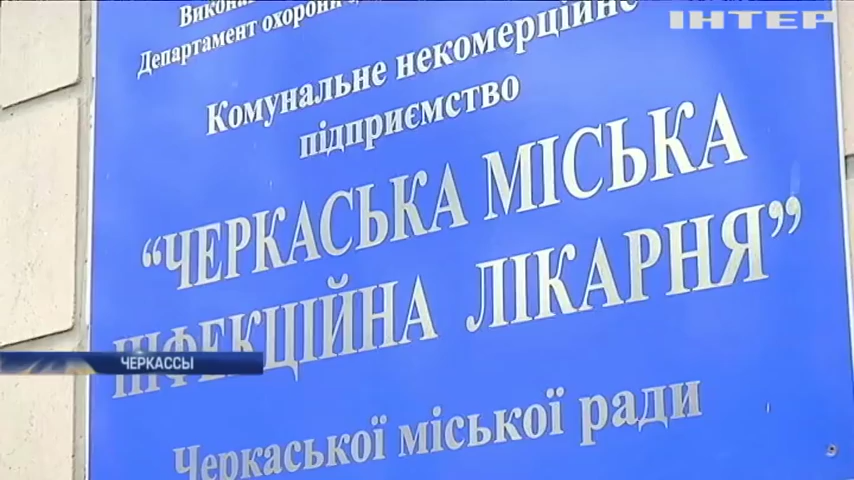 ІНТЕР
Департамент охорони
Комунальне некомерційне
підприємство
“ЧЕРКАСЬКА МІСЬКА
ІНФЕКЦІЙНА ЛІКАРНЯ”
ЧЕРКАССЫ
Черкаської міської ради